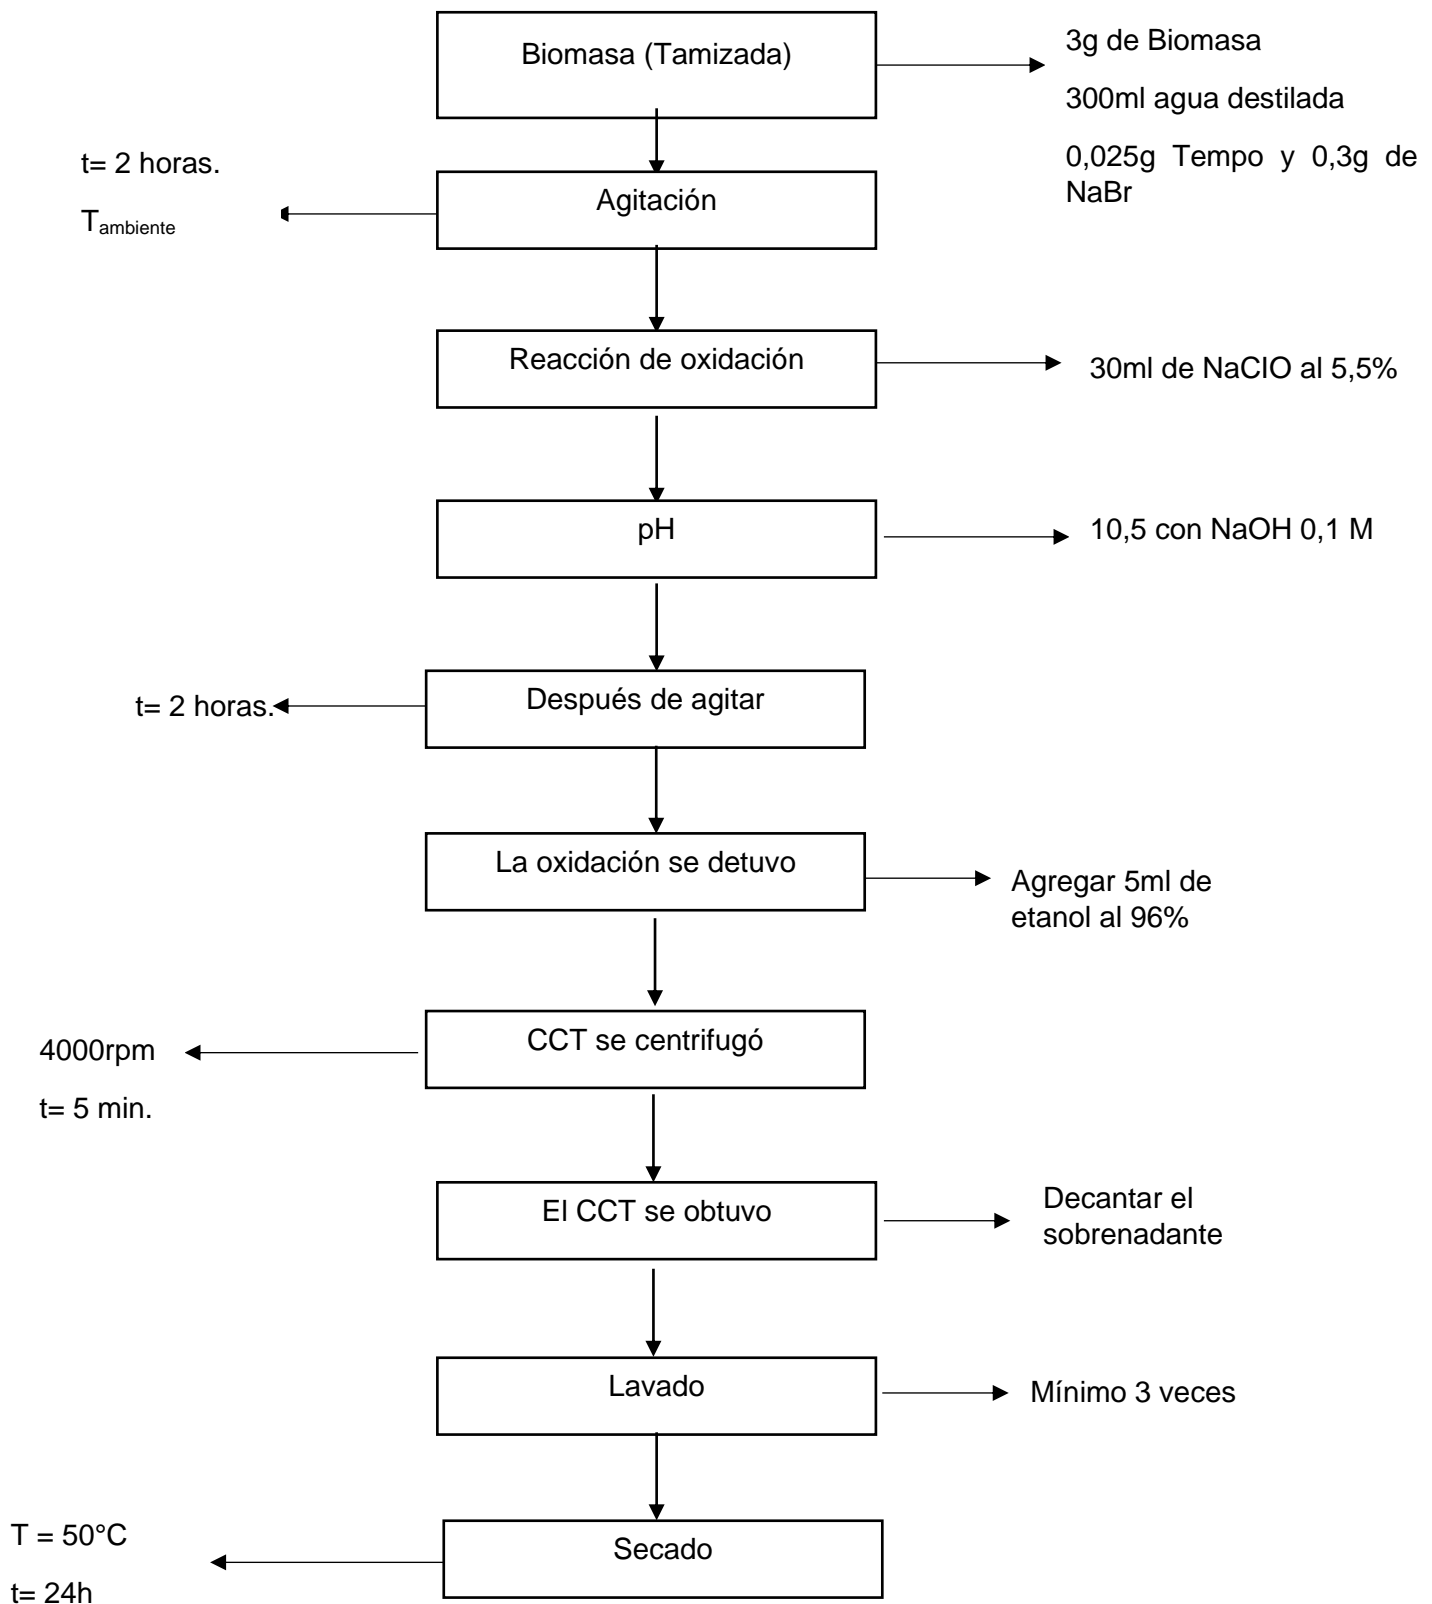 Biomasa (Tamizada)
3g de Biomasa
300ml agua destilada
0,025g Tempo y 0,3g de
NaBr
t= 2 horas.
Tambiente
Agitación
Reacción de oxidación
30ml de NaClO al 5,5%
pH
10,5 con NaOH 0,1 M
t= 2 horas.
Después de agitar
La oxidación se detuvo
Agregar 5ml de
etanol al 96%
4000rpm
t= 5 min.
CCT se centrifugó
El CCT se obtuvo
Decantar el
sobrenadante
Lavado
Mínimo 3 veces
T = 50°C
t= 24h
Secado